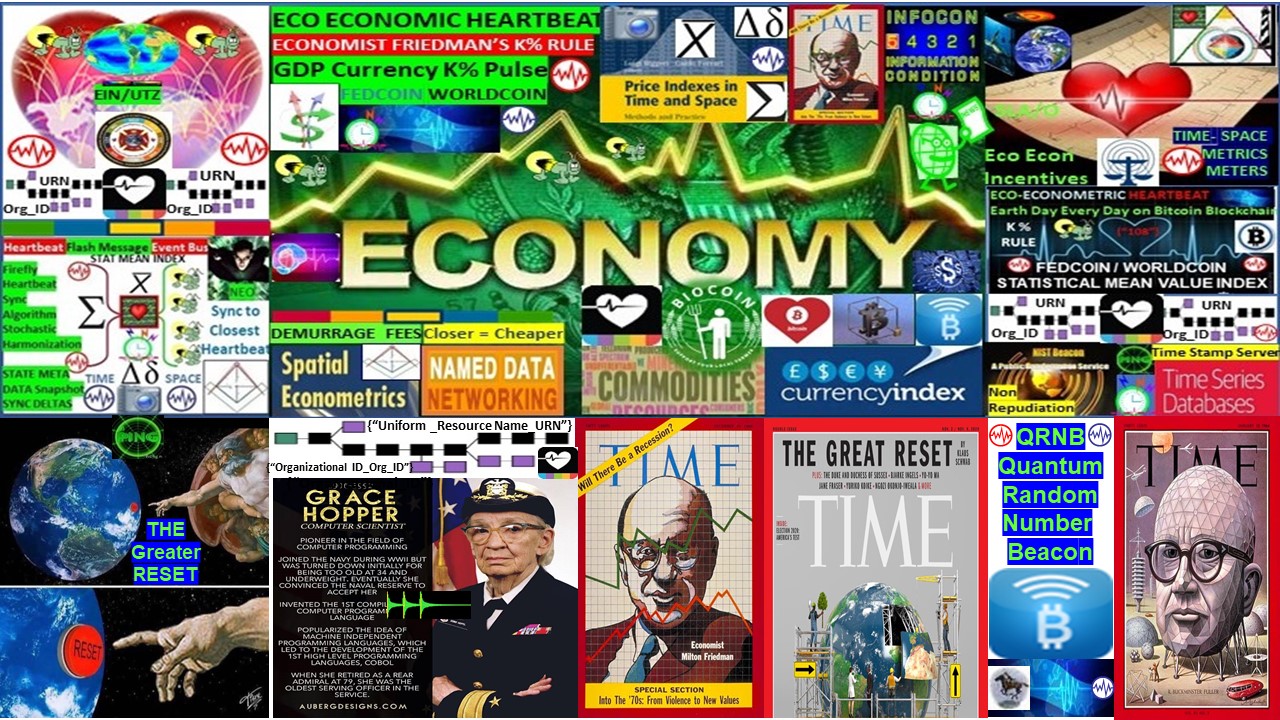 EIN/UTZ
URN
URN
Org_ID
Org_ID
ECO ECONOMIC HEARTBEAT
ECONOMIST FRIEDMAN'S K% RULE
GDP Currency K% Pulse
FEDCOIN WORLDCOIN
X
Δδ
Price Indexes in
Time and Space
Methods and Practice
Σ
TIME
INFOCON
5 4 3 2 1
INFORMATION
CONDITION
Eco Econ
Incentives
TIME- SPACE
METRICS
METERS
ECONOMY
Heartbeat Flash Message Event Bus
STAT MEAN INDEX
Firefly
Heartbeat
Sync
Algorithm
Stochastic
Harmonization
Σ
X
NEO
Sync to
Closest
Heartbeat
STATE META
DATA Snapshot
SYNC DELTAS
TIME
Δδ
SPACE
DEMURRAGE FEES
Closer = Cheaper
Spatial
Econometrics
NAMED DATA
NETWORKING
BIOCOIN
COMMODITIES
RESOURCES
bitcoin
£ $ € ¥
currencyindex
ECO-ECONOMETRIC HEARTBEAT
Earth Day Every Day on Bitcoin Blockchain
K %
RULE
("108")
FEDCOIN / WORLDCOIN
STATISTICAL MEAN VALUE INDEX
URN
URN
Org_ID
Org_ID
NIST Beacon
A Public Randomness Service
Non
Repudiation
Time Stamp Server
Time Series
Databases
THE
Greater
RESET
RESET
{"Uniform _Resource Name_URN"}
{"Organizational ID_Org_ID"}
GRACE
HOPPER
COMPUTER SCIENTIST
PIONEER IN THE FIELD OF
COMPUTER PROGRAMMING
JOINED THE NAVY DURING WWII BUT
WAS TURNED DOWN INITIALLY FOR
BEING TOO OLD AT 34 AND
UNDERWEIGHT. EVENTUALLY SHE
CONVINCED THE NAVAL RESERVE TO
ACCEPT HER
INVENTED THE 1ST COMPIL
COMPUTER PROGRAM
LANGUAGE
POPULARIZED THE IDEA OF
MACHINE INDEPENDENT
PROGRAMMING LANGUAGES, WHICH
LED TO THE DEVELOPMENT OF THE
1ST HIGH LEVEL PROGRAMMING
LANGUAGES, COBOL
WHEN SHE RETIRED AS A REAR
ADMIRAL AT 79, SHE WAS THE
OLDEST SERVING OFFICER IN THE
SERVICE.
AUBERGDESIGNS.COM
Will There Be a Recession?
TIME
Economist
Milton Friedman
SPECIAL SECTION
Into The '70s: From Violence to New Values
THE GREAT RESET
BY KLAUS SCHWAB
TIME
QRNB
Quantum
Random
Number
Beacon
TIME
R. BUCKMINSTER FULLER